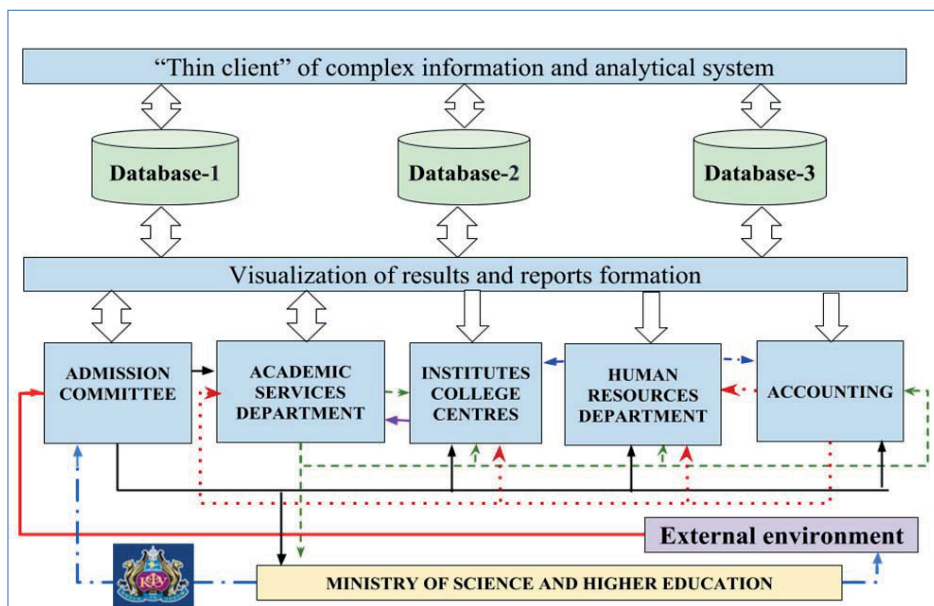 “Thin client” of complex information and analytical system
Database-1
Database-2
Database-3
Visualization of results and reports formation
ADMISSION
COMMITTEE
ACADEMIC
SERVICES
DEPARTMENT
INSTITUTES
COLLEGE
CENTRES
HUMAN
RESOURCES
DEPARTMENT
ACCOUNTING
External environment
MINISTRY OF SCIENCE AND HIGHER EDUCATION